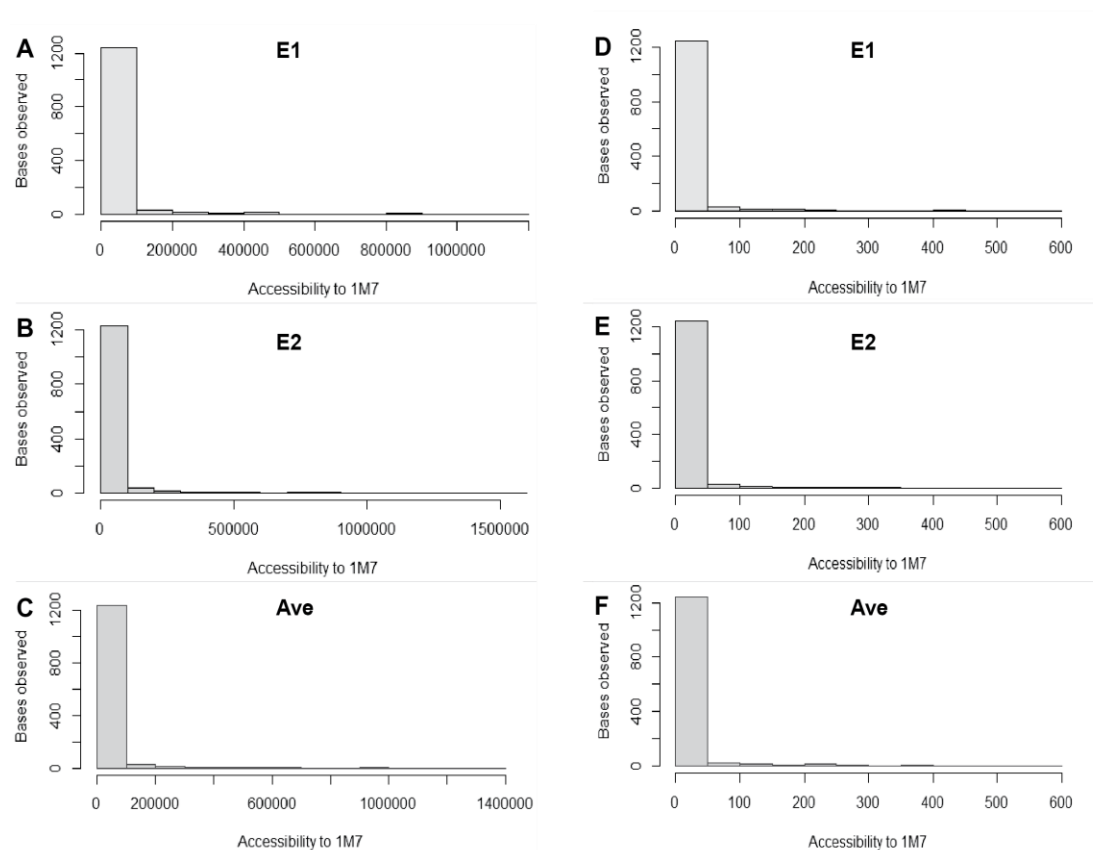 A
E1
Bases observed
0 400 800 1200
0 200000 400000 600000 800000 1000000
Accessibility to 1M7
B
E2
Bases observed
0 400 800 1200
0 500000 1000000 1500000
Accessibility to 1M7
C
Ave
Bases observed
0 400 800 1200
0 200000 600000 1000000 1400000
Accessibility to 1M7
D
E1
Bases observed
0 400 800 1200
0 100 200 300 400 500 600
Accessibility to 1M7
E
E2
Bases observed
0 400 800 1200
0 100 200 300 400 500 600
Accessibility to 1M7
F
Ave
Bases observed
0 400 800 1200
0 100 200 300 400 500 600
Accessibility to 1M7